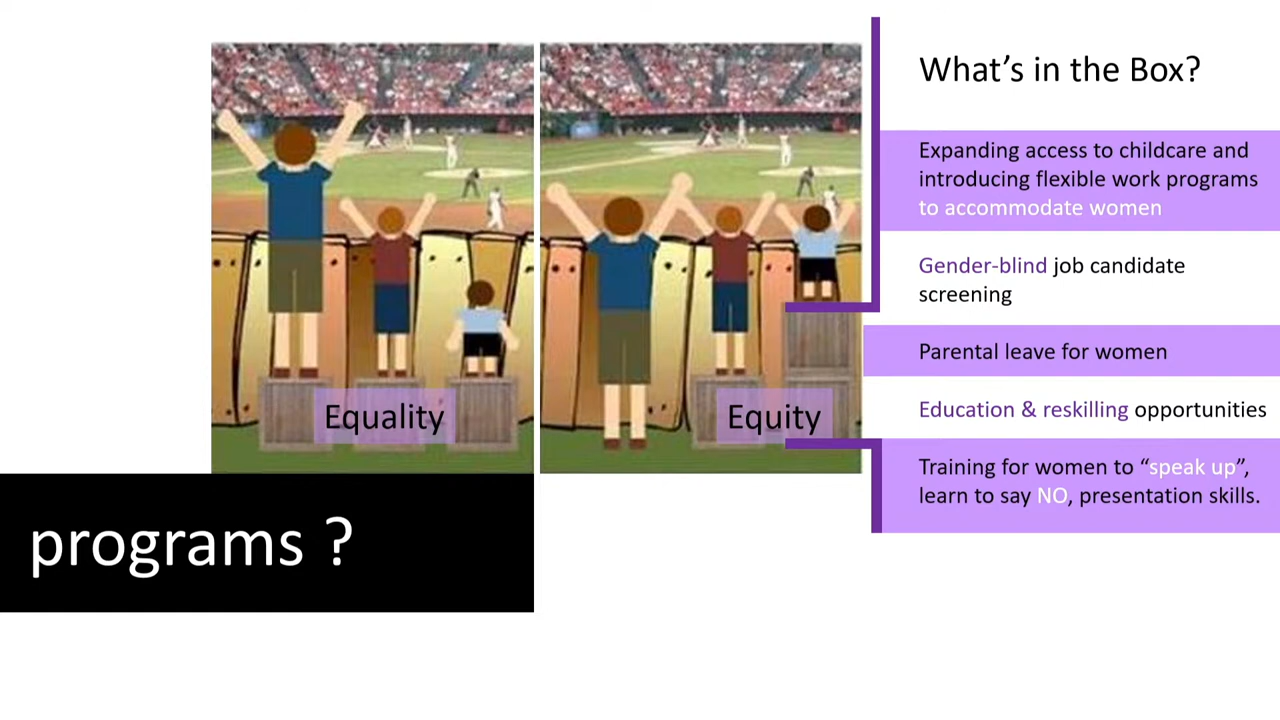 Equality
Equity
programs ?
What’s in the Box?
Expanding access to childcare and
introducing flexible work programs
to accommodate women
Gender-blind job candidate
screening
Parental leave for women
Education & reskilling opportunities
Training for women to “speak up”,
learn to say NO, presentation skills.